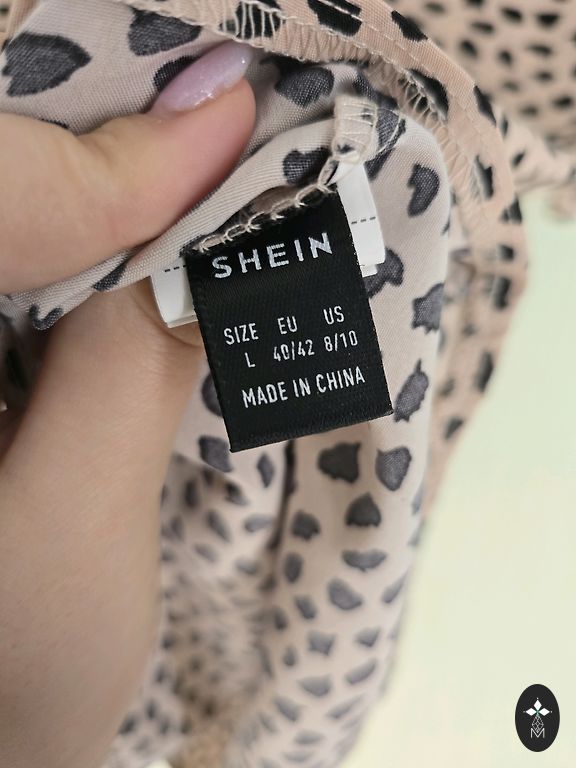 SHEIN
SIZE EU US
L 40/42 8/10
MADE IN CHINA
M